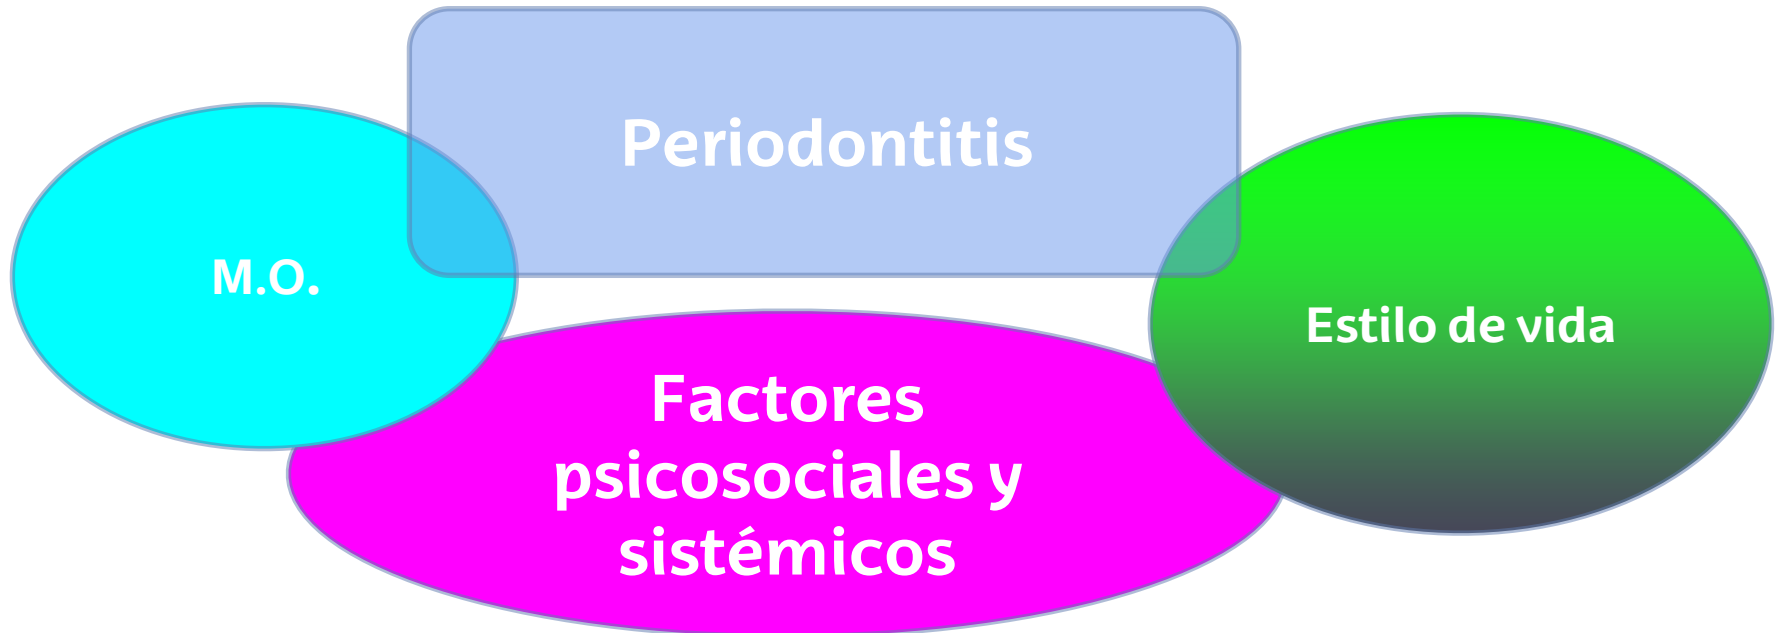 Periodontitis
M.O.
Estilo de vida
Factores
psicosociales y
sistémicos